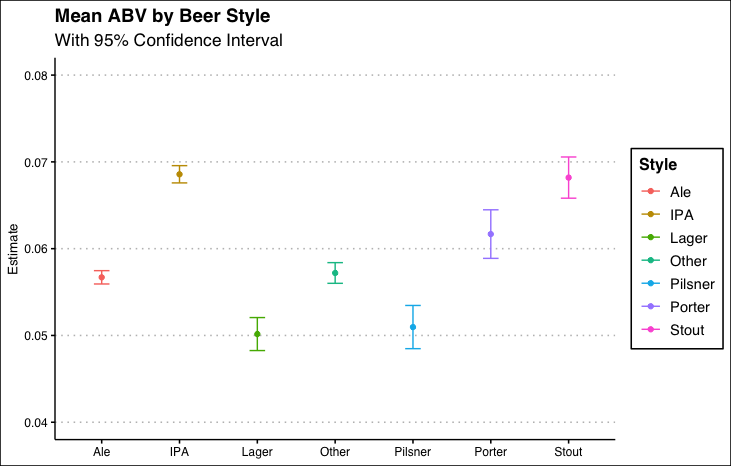 Mean ABV by Beer Style
With 95% Confidence Interval
0.08
0.07
0.06
0.05
0.04
Estimate
Ale IPA Lager Other Pilsner Porter Stout
Style
Ale
IPA
Lager
Other
Pilsner
Porter
Stout